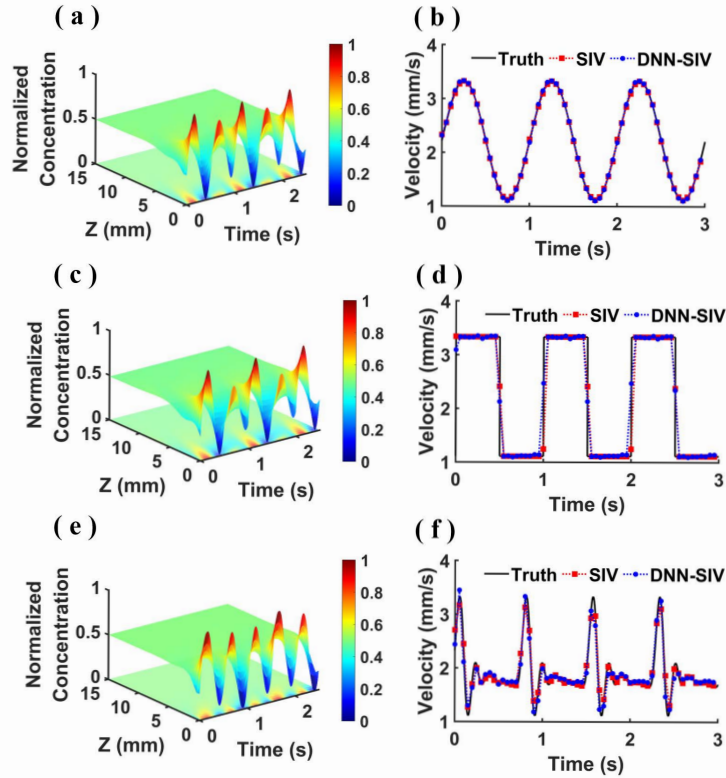 ( a )
Normalized
Concentration
1
0.5
0
15
10
5
0
Z (mm)
0
1
2
Time (s)
1
0.8
0.6
0.4
0.2
0
( b )
Truth SIV DNN-SIV
Velocity (mm/s)
4
3
2
1
0 1 2 3
Time (s)
( c )
Normalized
Concentration
1
0.5
0
15
10
5
0
Z (mm)
0
1
2
Time (s)
1
0.8
0.6
0.4
0.2
0
( d )
Truth SIV DNN-SIV
Velocity (mm/s)
4
3
2
1
0 1 2 3
Time (s)
( e )
Normalized
Concentration
1
0.5
0
15
10
5
0
Z (mm)
0
1
2
Time (s)
1
0.8
0.6
0.4
0.2
0
( f )
Truth SIV DNN-SIV
Velocity (mm/s)
4
3
2
1
0 1 2 3
Time (s)